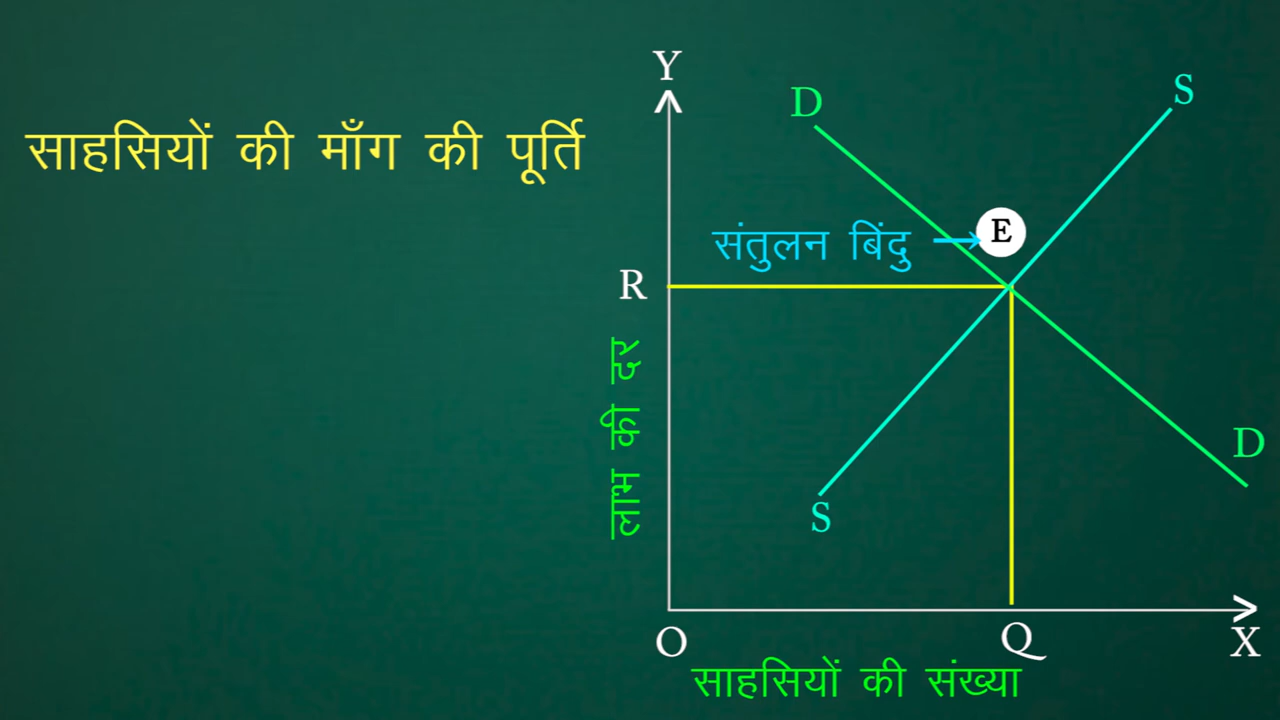 साहसियों की माँग की पूर्ति
Y
D
S
संतुलन बिंदु
E
R
लाभ की दर
D
S
O
Q
X
साहसियों की संख्या